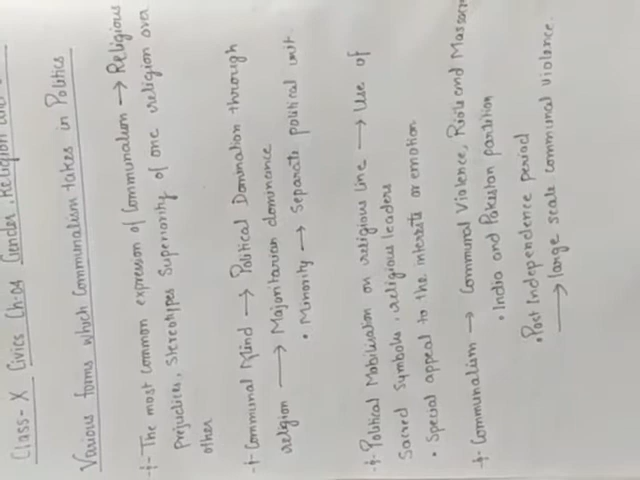 Class-X Civics Ch:04 Gender, Religion and
Various forms which Communalism takes in Politics
-:- The most common expression of Communalism → Religious
Prejudices, Stereotypes Superiority of one religion over
other
-:- Communal Mind → Political Domination through
religion → Majoritarian dominance
• Minority → Separate political unit.
-:- Political Mobilisation on religious line → Use of
Sacred Symbols, religious leaders
• Special appeal to the interests or emotion
-:- Communalism → Communal Violence, Riots and Massacre
• India and Pakistan partition
• Post Independence period
→ large scale communal violence.